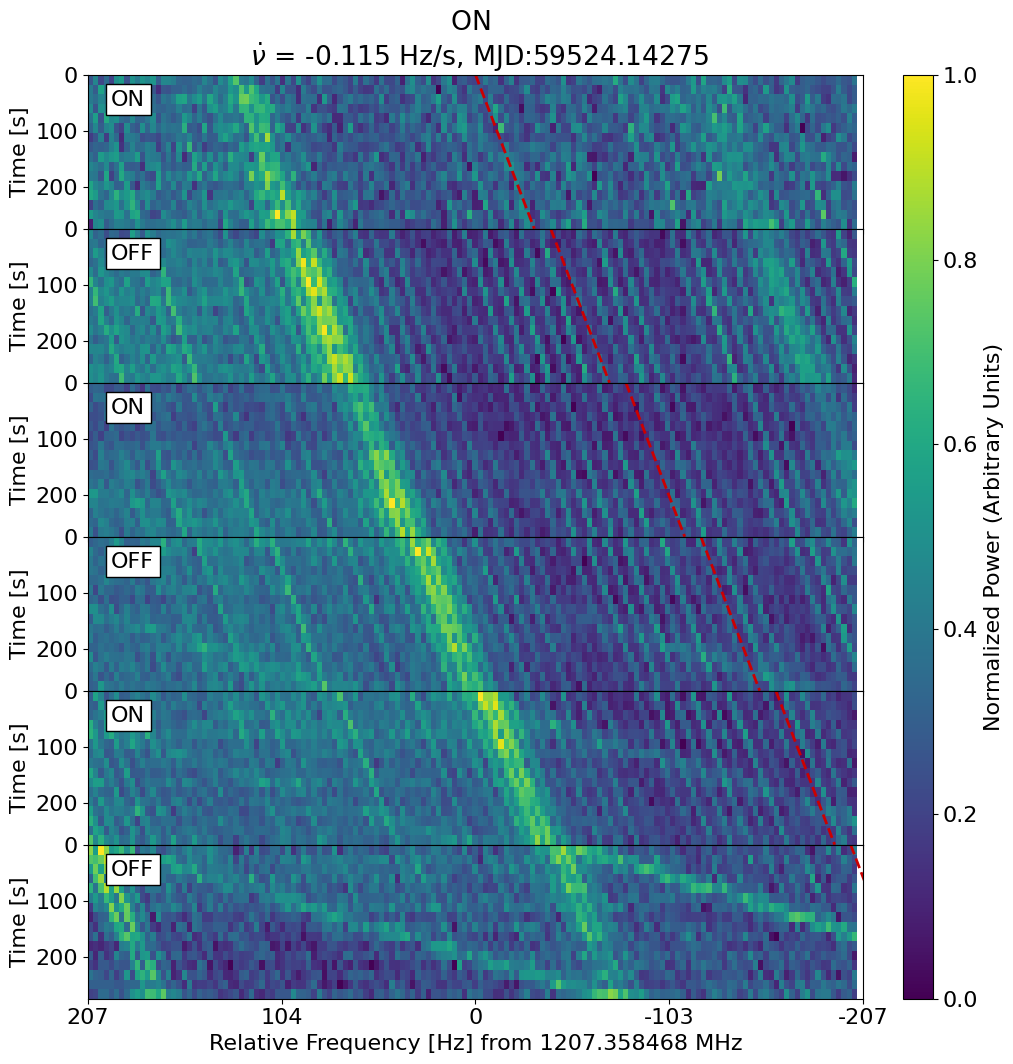 ON
ν̇ = -0.115 Hz/s, MJD:59524.14275
0
100
200
Time [s]
ON
0
100
200
Time [s]
OFF
0
100
200
Time [s]
ON
0
100
200
Time [s]
OFF
0
100
200
Time [s]
ON
0
100
200
Time [s]
OFF
207 104 0 -103 -207
Relative Frequency [Hz] from 1207.358468 MHz
1.0
0.8
0.6
0.4
0.2
0.0
Normalized Power (Arbitrary Units)